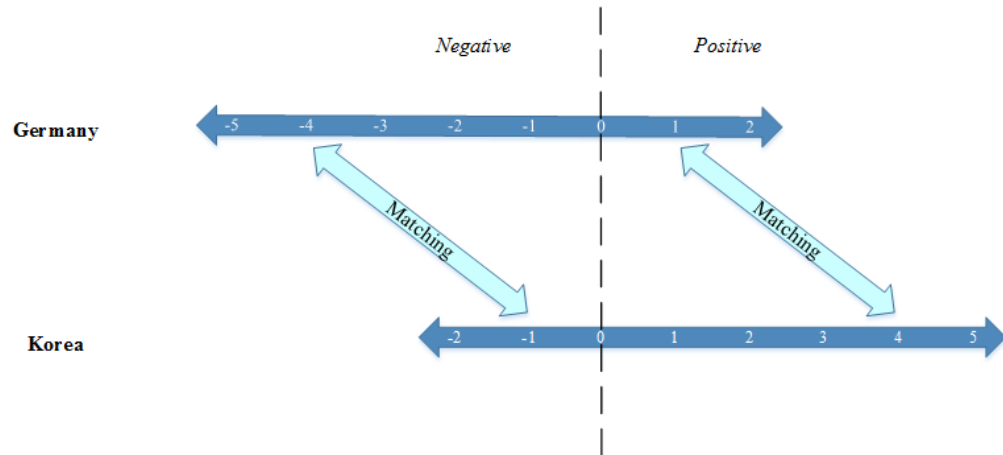 Negative Positive
Germany -5 -4 -3 -2 -1 0 1 2
Matching Matching
Korea -2 -1 0 1 2 3 4 5